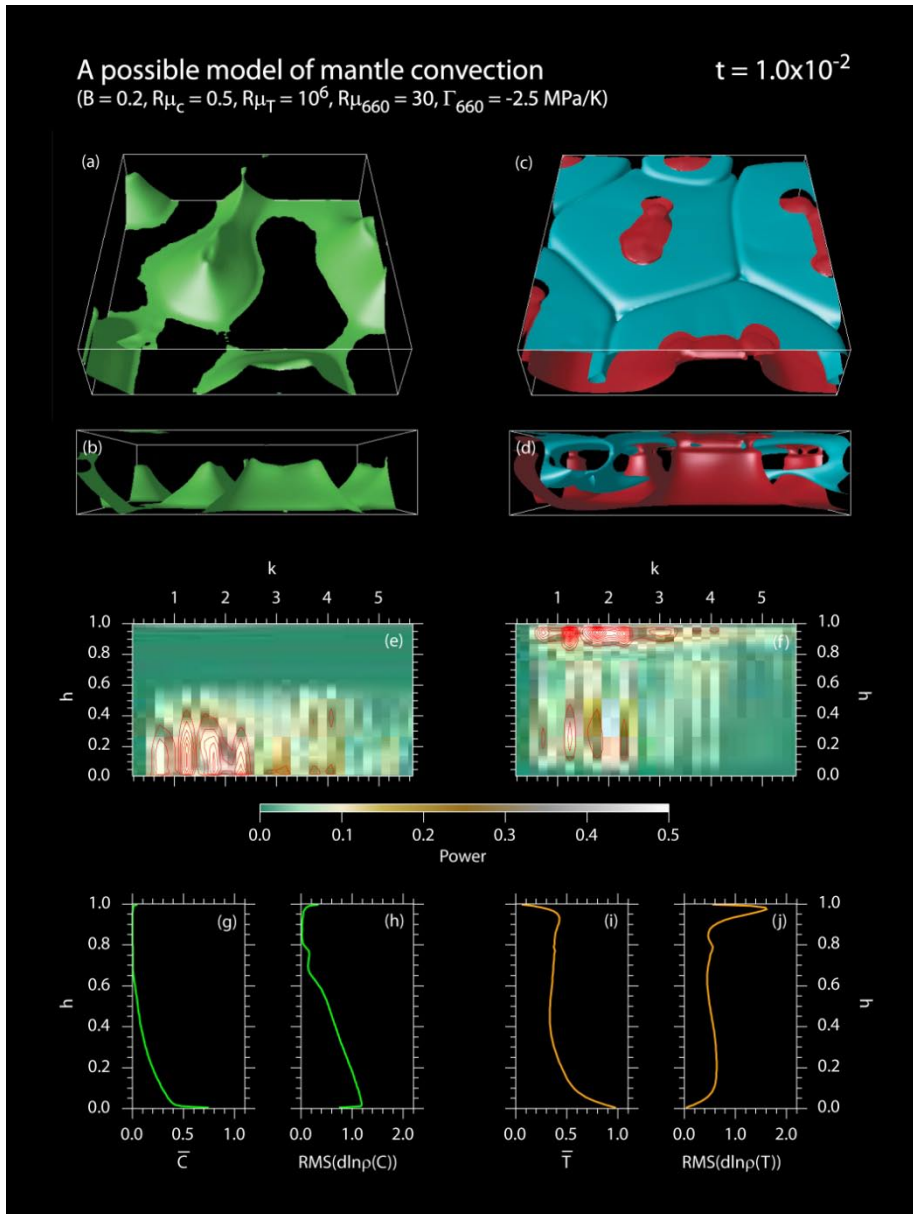 A possible model of mantle convection
t = 1.0x10⁻²
(B = 0.2, Rμ_C = 0.5, Rμ_T = 10⁶, Rμ_660 = 30, Γ_660 = -2.5 MPa/K)
(a)
(c)
(b)
(d)
k
k
1 2 3 4 5
1 2 3 4 5
1.0
0.8
0.6
0.4
0.2
0.0
h
(e)
(f)
1.0
0.8
0.6
0.4
0.2
0.0
h
0.0 0.1 0.2 0.3 0.4 0.5
Power
1.0
0.8
0.6
0.4
0.2
0.0
h
(g)
(h)
(i)
(j)
1.0
0.8
0.6
0.4
0.2
0.0
h
0.0 0.5 1.0
0.0 1.0 2.0
0.0 0.5 1.0
0.0 1.0 2.0
C̅
RMS(dlnρ(C))
T̅
RMS(dlnρ(T))